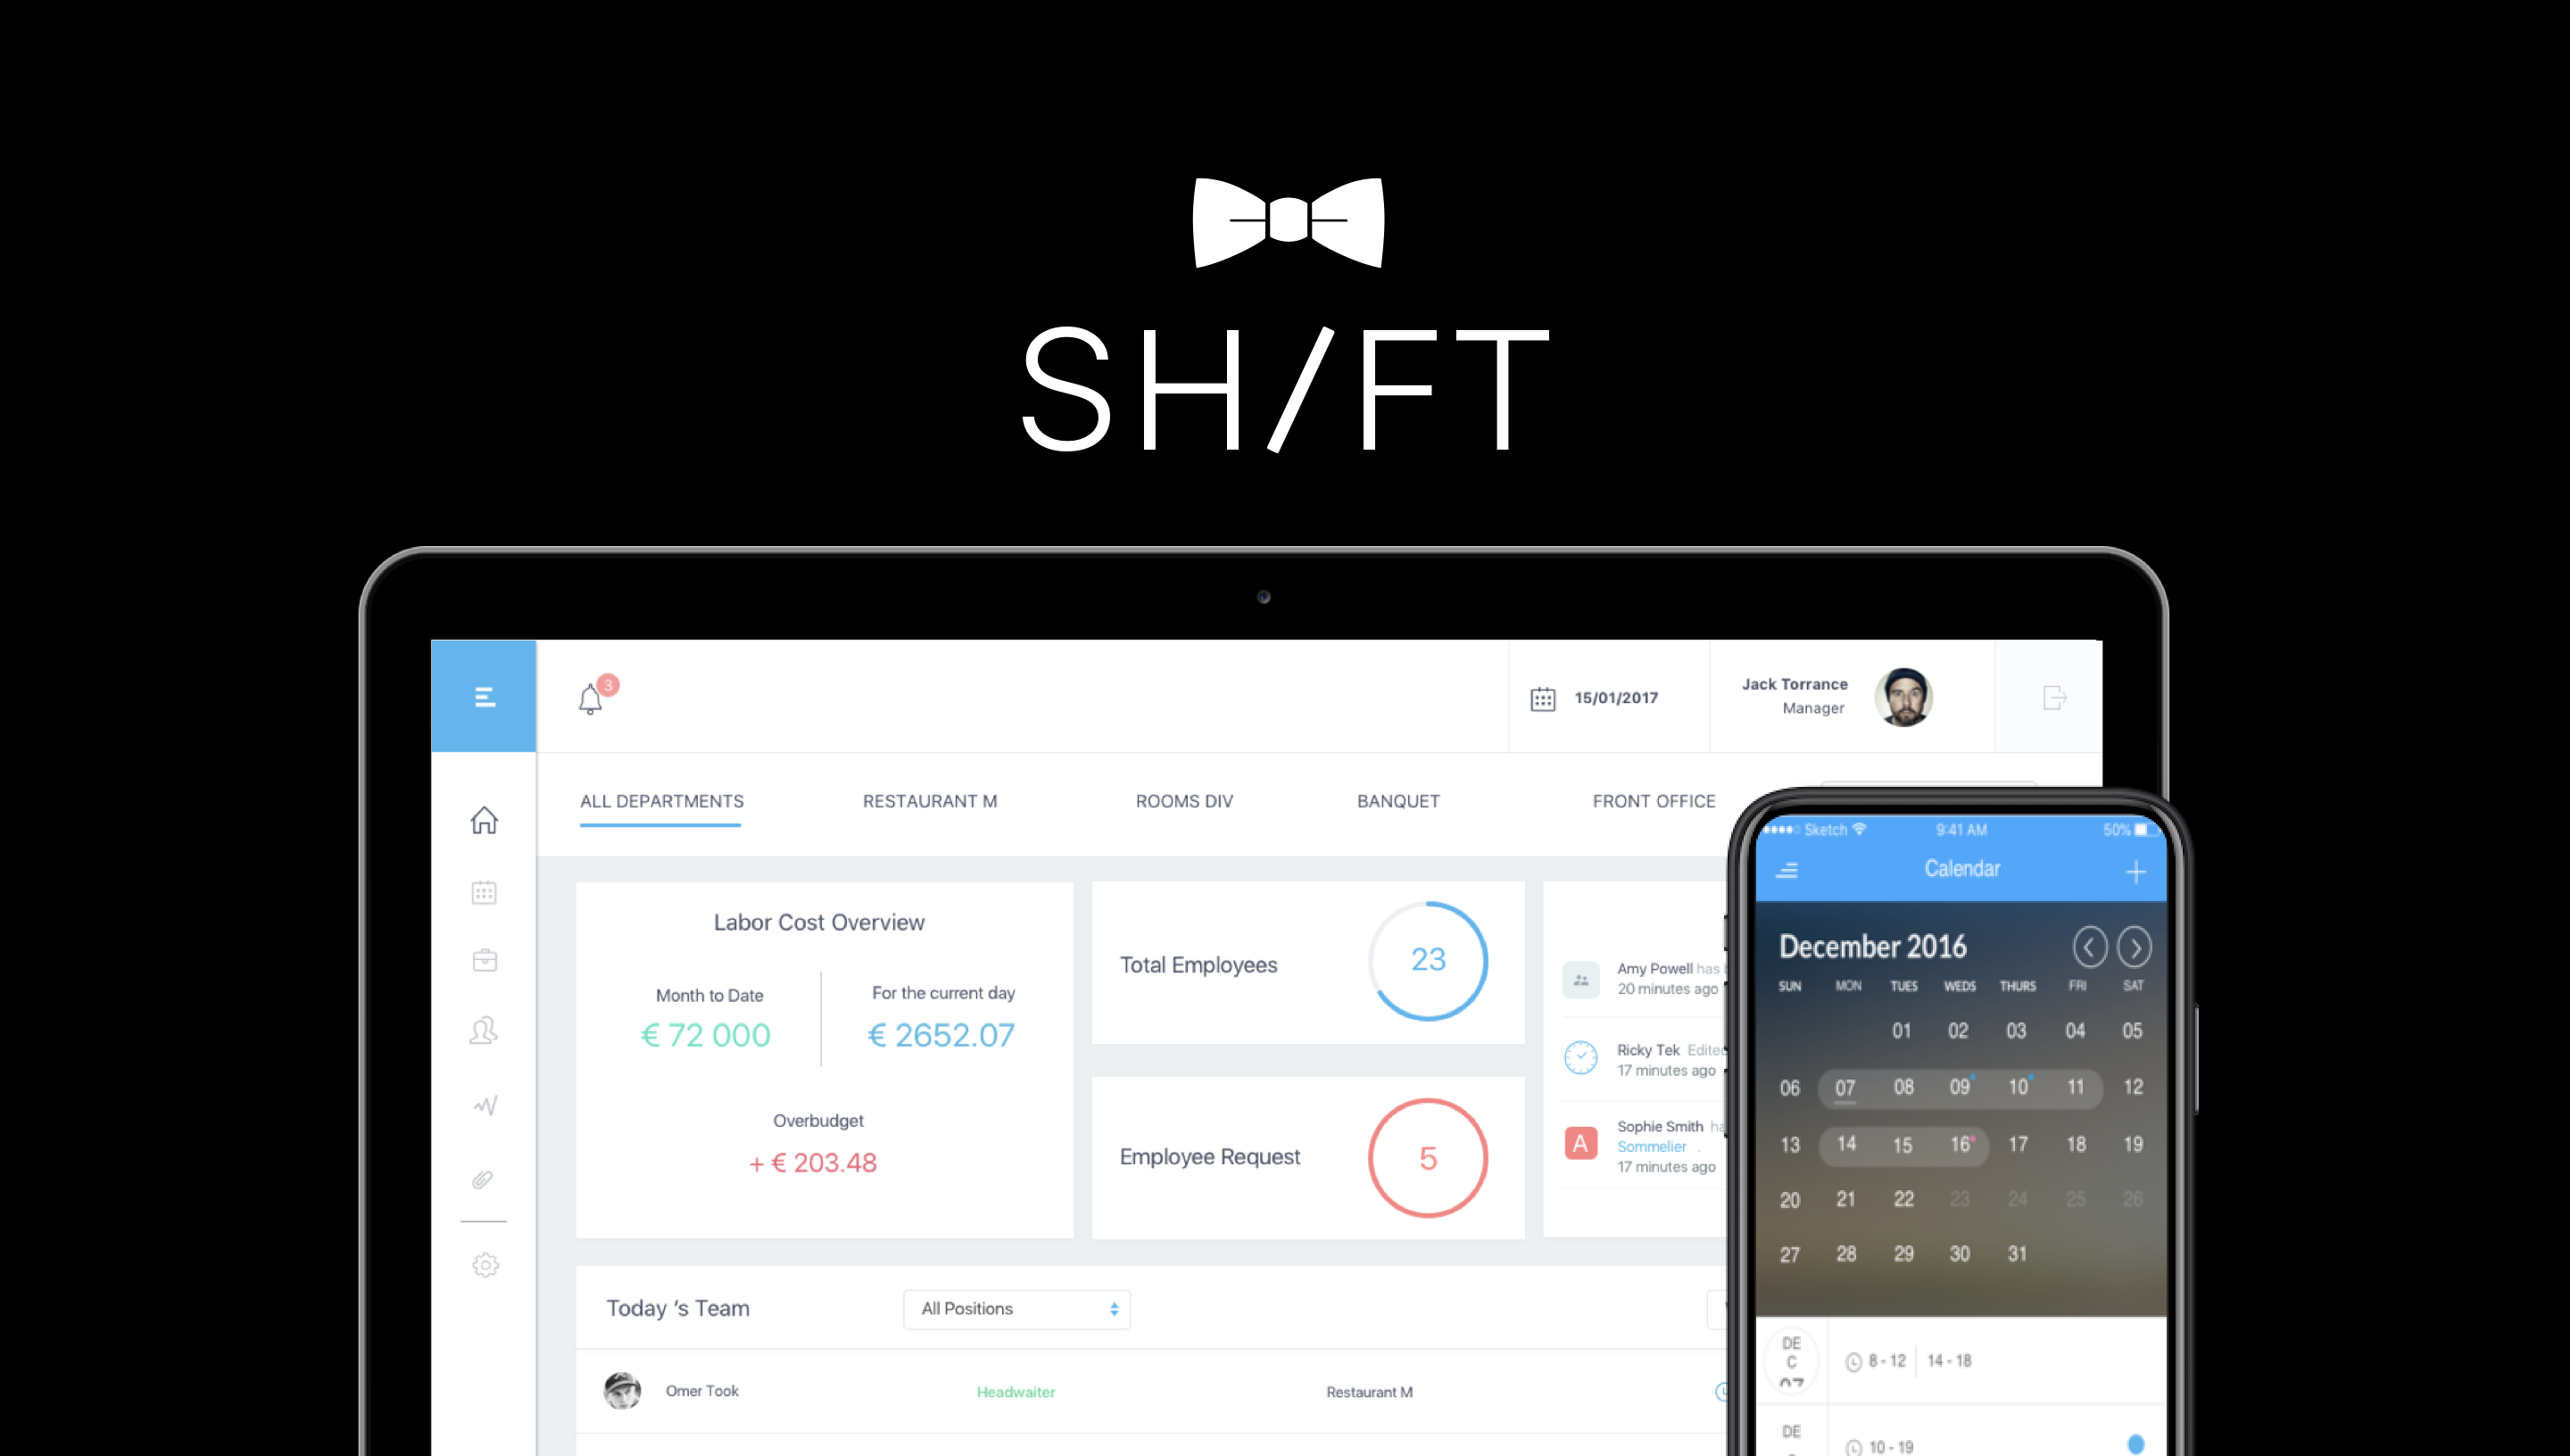 SH/FT
3
15/01/2017
Jack Torrance
Manager
ALL DEPARTMENTS
RESTAURANT M
ROOMS DIV
BANQUET
FRONT OFFICE
Labor Cost Overview
Month to Date
€ 72 000
For the current day
€ 2652.07
Overbudget
+ € 203.48
Total Employees
23
Employee Request
5
Amy Powell has
20 minutes ago
Ricky Tek Edited
17 minutes ago
A
Sophie Smith ha
Sommelier .
17 minutes ago
Today 's Team
All Positions
Omer Took
Headwaiter
Restaurant M
Sketch
9:41 AM
50%
Calendar
December 2016
SUN MON TUES WEDS THURS FRI SAT
01 02 03 04 05
06 07 08 09 10 11 12
13 14 15 16 17 18 19
20 21 22 23 24 25 26
27 28 29 30 31
DE
C
07
8 - 12 14 - 18
DE
10 - 19